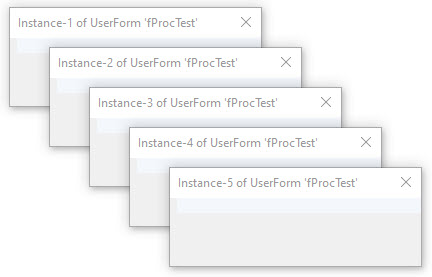 Instance-1 of UserForm 'fProcTest'
Instance-2 of UserForm 'fProcTest'
Instance-3 of UserForm 'fProcTest'
Instance-4 of UserForm 'fProcTest'
Instance-5 of UserForm 'fProcTest'